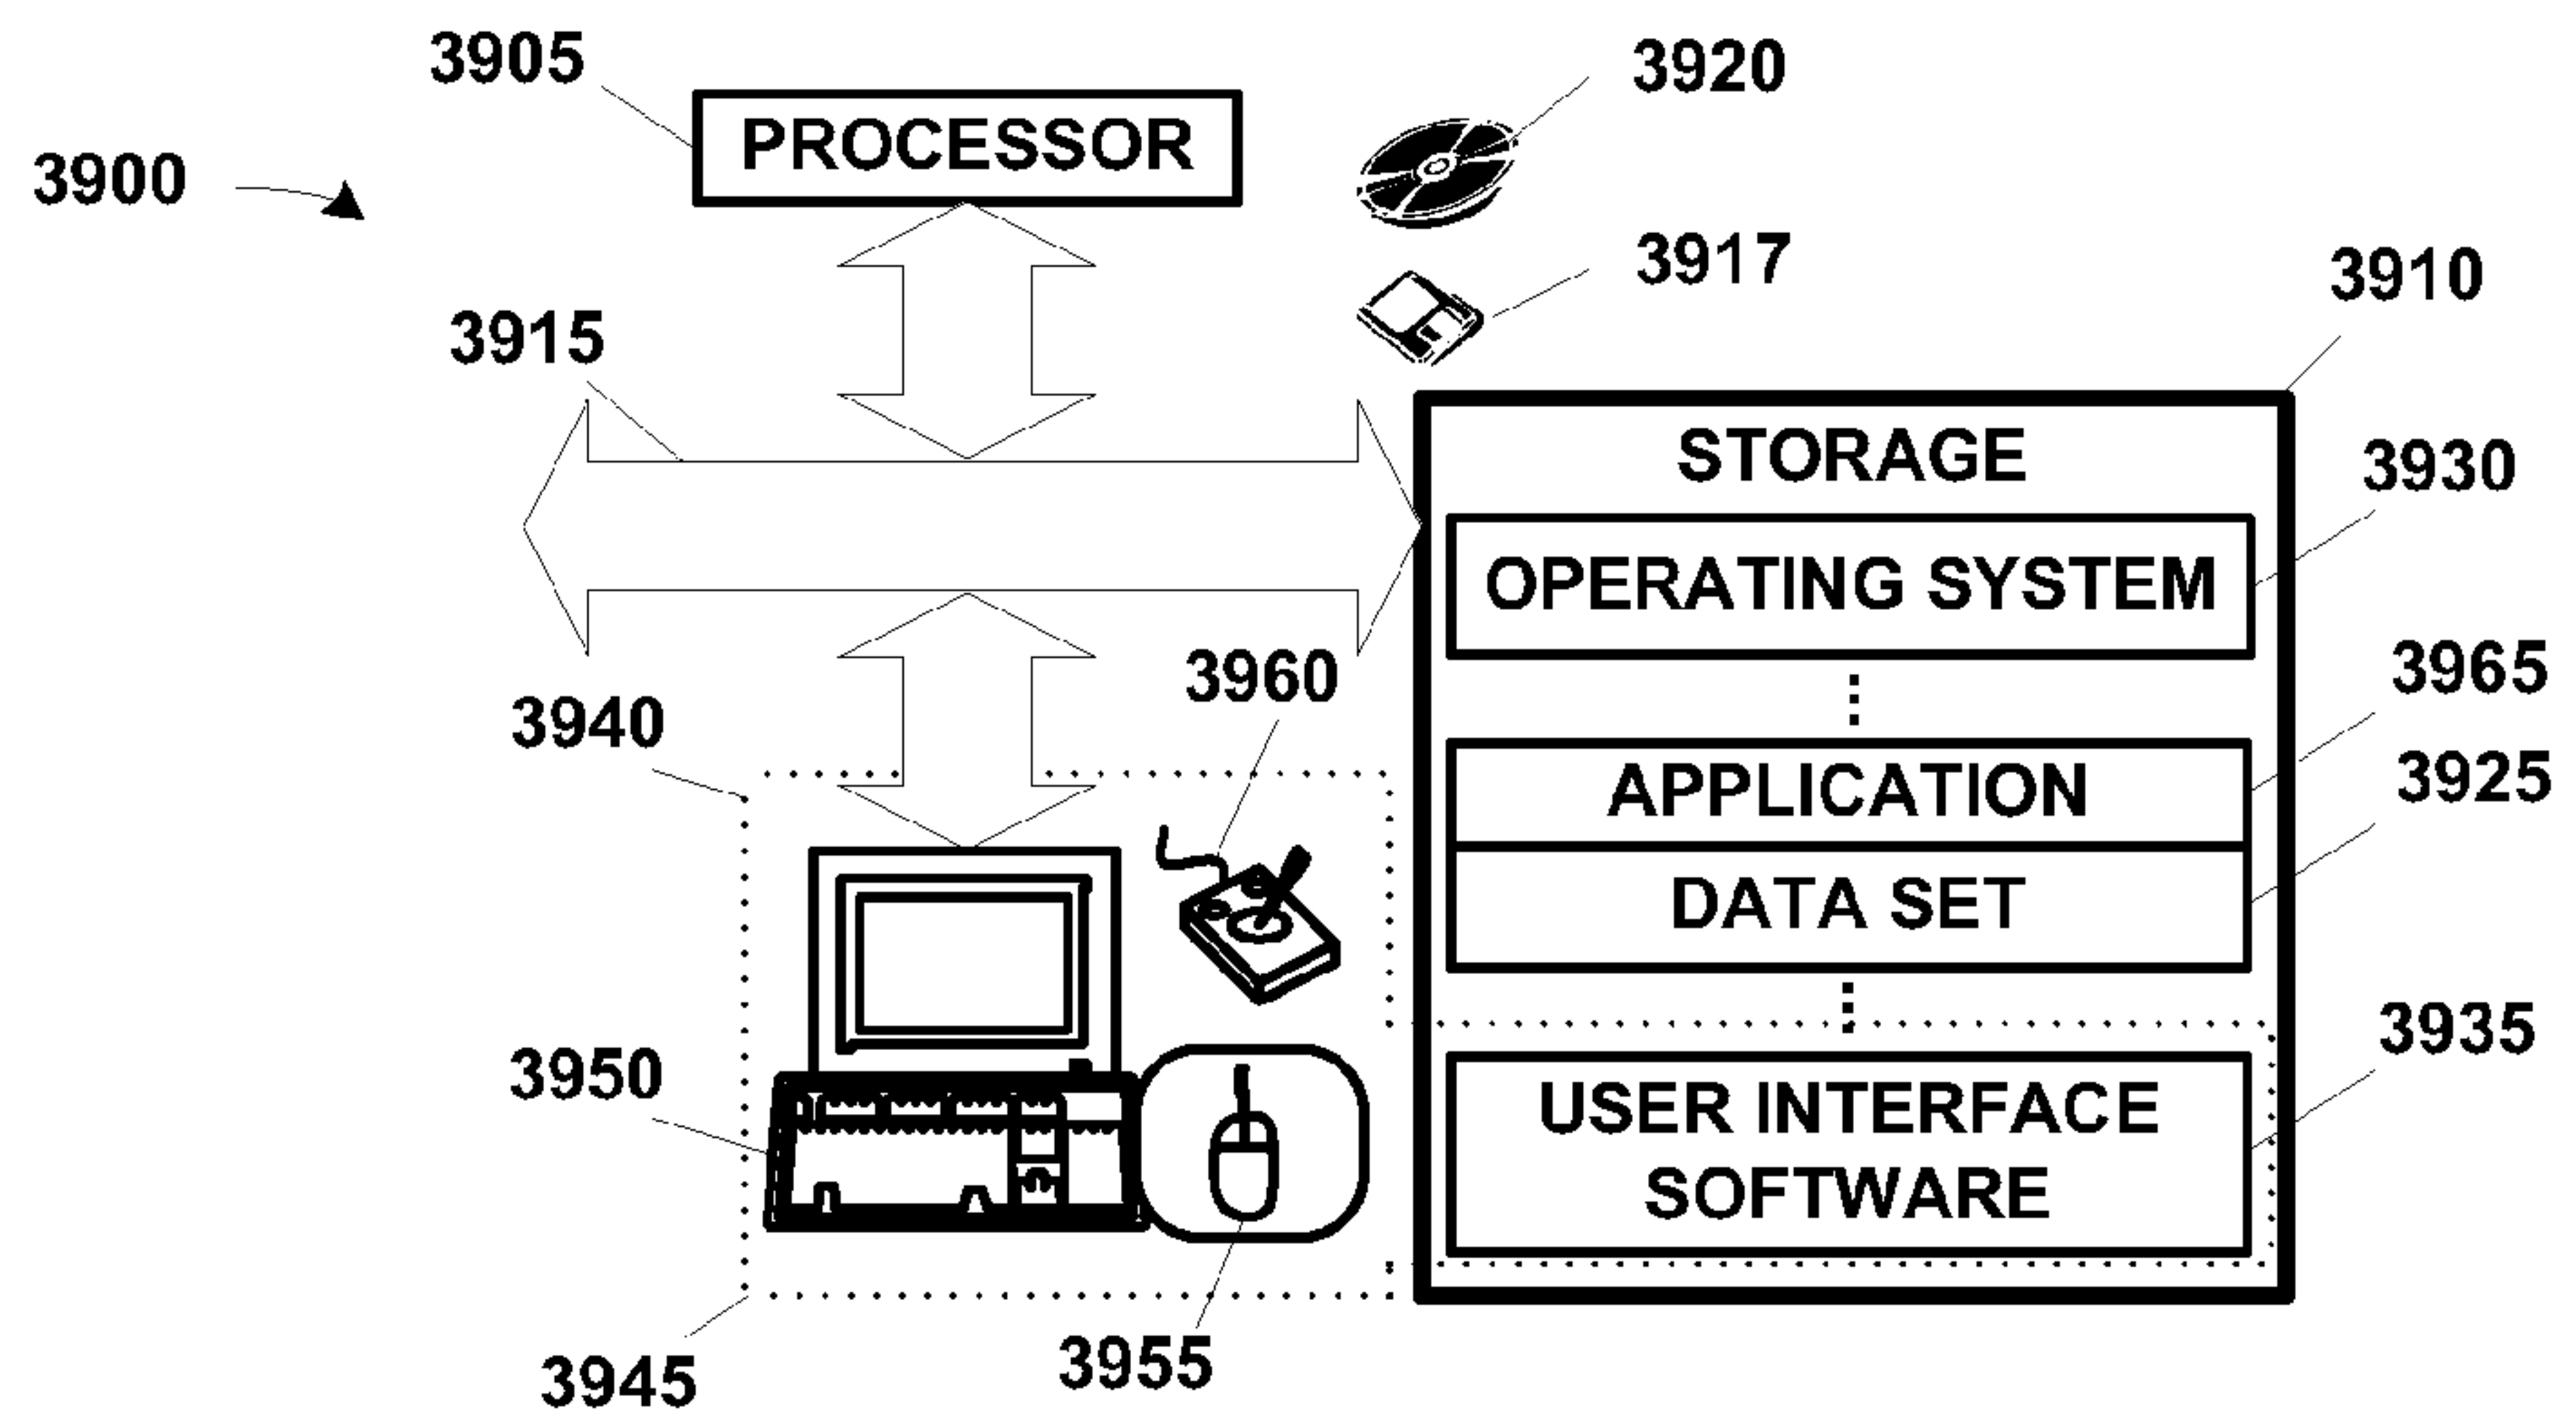 3905
PROCESSOR
3920
3900
3917
3910
3915
STORAGE
3930
OPERATING SYSTEM
3960
3965
3940
APPLICATION
3925
DATA SET
3950
3935
USER INTERFACE
SOFTWARE
3955
3945